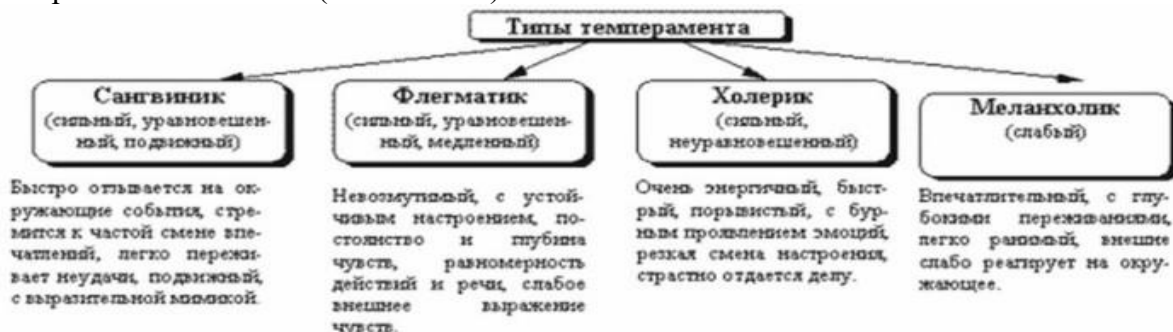 Типы темперамента
Сангвиник
(сильный, уравновешен-
ный, подвижный)
Быстро отзывается на ок-
ружающие события, стре-
мится к частой смене впе-
чатлений, легко пережи-
вает неудачи, подвижный,
с выразительной мимикой.
Флегматик
(сильный, уравновешен-
ный, медленный)
Невозмутимый, с устой-
чивым настроением, по-
стоянство и глубина
чувств, равномерность
действий и речи, слабое
внешнее выражение
чувств.
Холерик
(сильный,
неуравновешенный)
Очень энергичный, быст-
рый, порывистый, с бур-
ным проявлением эмоций,
резкая смена настроения,
страстно отдается делу.
Меланхолик
(слабый)
Впечатлительный, с глу-
бокими переживаниями,
легко ранимый, внешне
слабо реагирует на окру-
жающее.